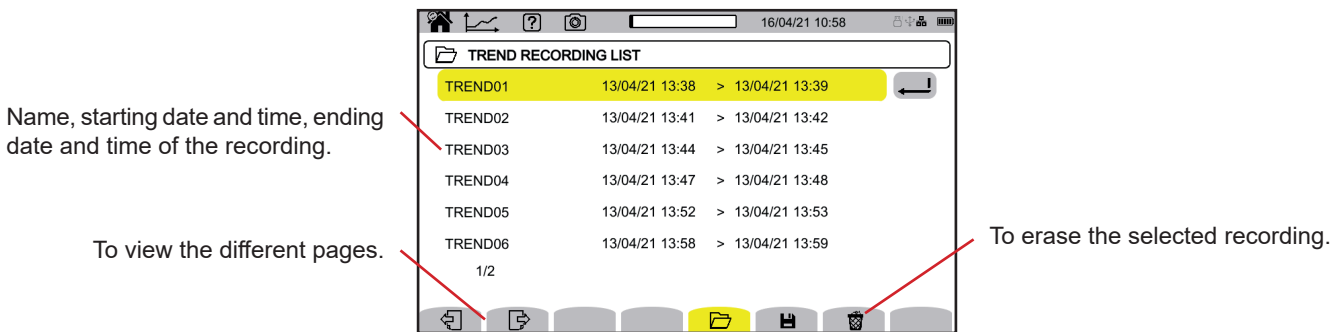 16/04/21 10:58
TREND RECORDING LIST
TREND01 13/04/21 13:38 > 13/04/21 13:39
TREND02 13/04/21 13:41 > 13/04/21 13:42
TREND03 13/04/21 13:44 > 13/04/21 13:45
TREND04 13/04/21 13:47 > 13/04/21 13:48
TREND05 13/04/21 13:52 > 13/04/21 13:53
TREND06 13/04/21 13:58 > 13/04/21 13:59
1/2
Name, starting date and time, ending
date and time of the recording.
To view the different pages.
To erase the selected recording.